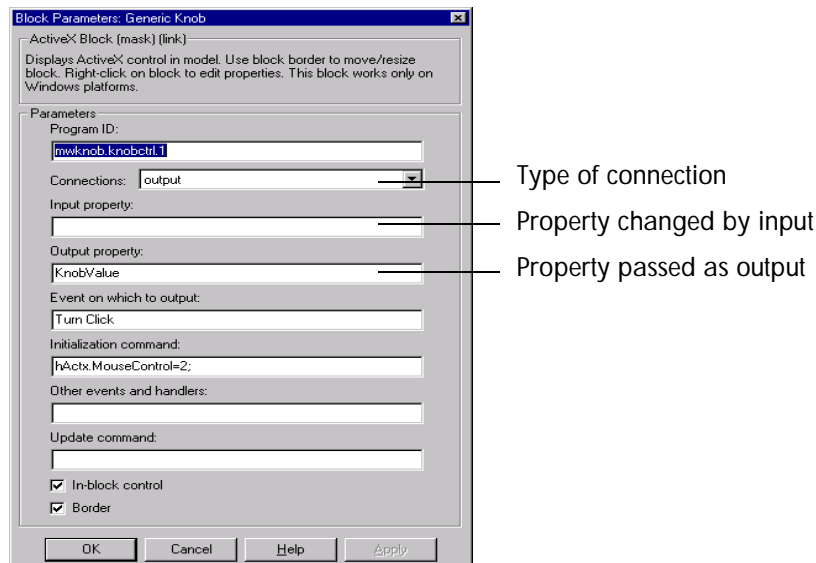 Block Parameters: Generic Knob
ActiveX Block (mask) (link)
Displays ActiveX control in model. Use block border to move/resize
block. Right-click on block to edit properties. This block works only on
Windows platforms.
Parameters
Program ID:
mwknob.knobctrl.1
Connections: output
Type of connection
Input property:
Property changed by input
Output property:
KnobValue
Property passed as output
Event on which to output:
Turn Click
Initialization command:
hActx.MouseControl=2;
Other events and handlers:
Update command:
In-block control
Border
OK Cancel Help Apply